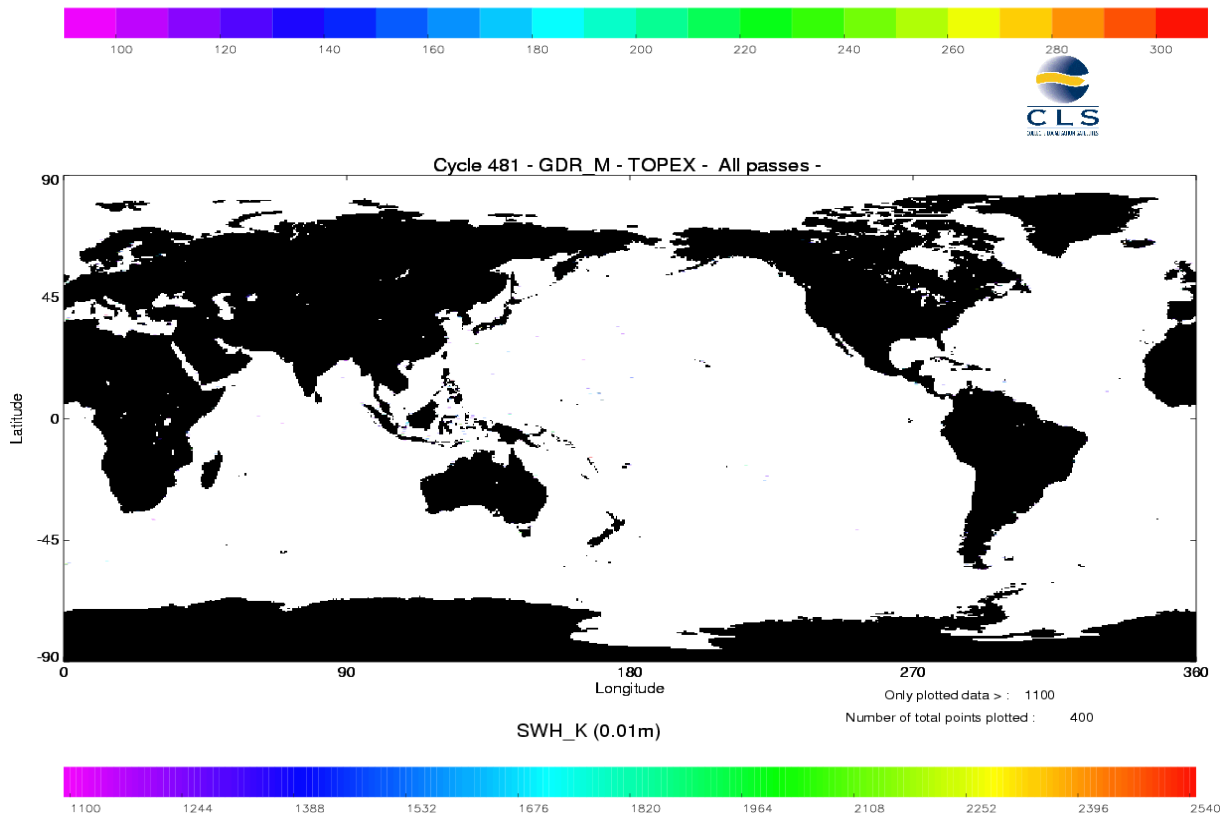 100 120 140 160 180 200 220 240 260 280 300
CLS
Cycle 481 - GDR_M - TOPEX - All passes -
90
45
Latitude
0
-45
-90
0 90 180 270 360
Longitude
Only plotted data > : 1100
Number of total points plotted : 400
SWH_K (0.01m)
1100 1244 1388 1532 1676 1820 1964 2108 2252 2396 2540